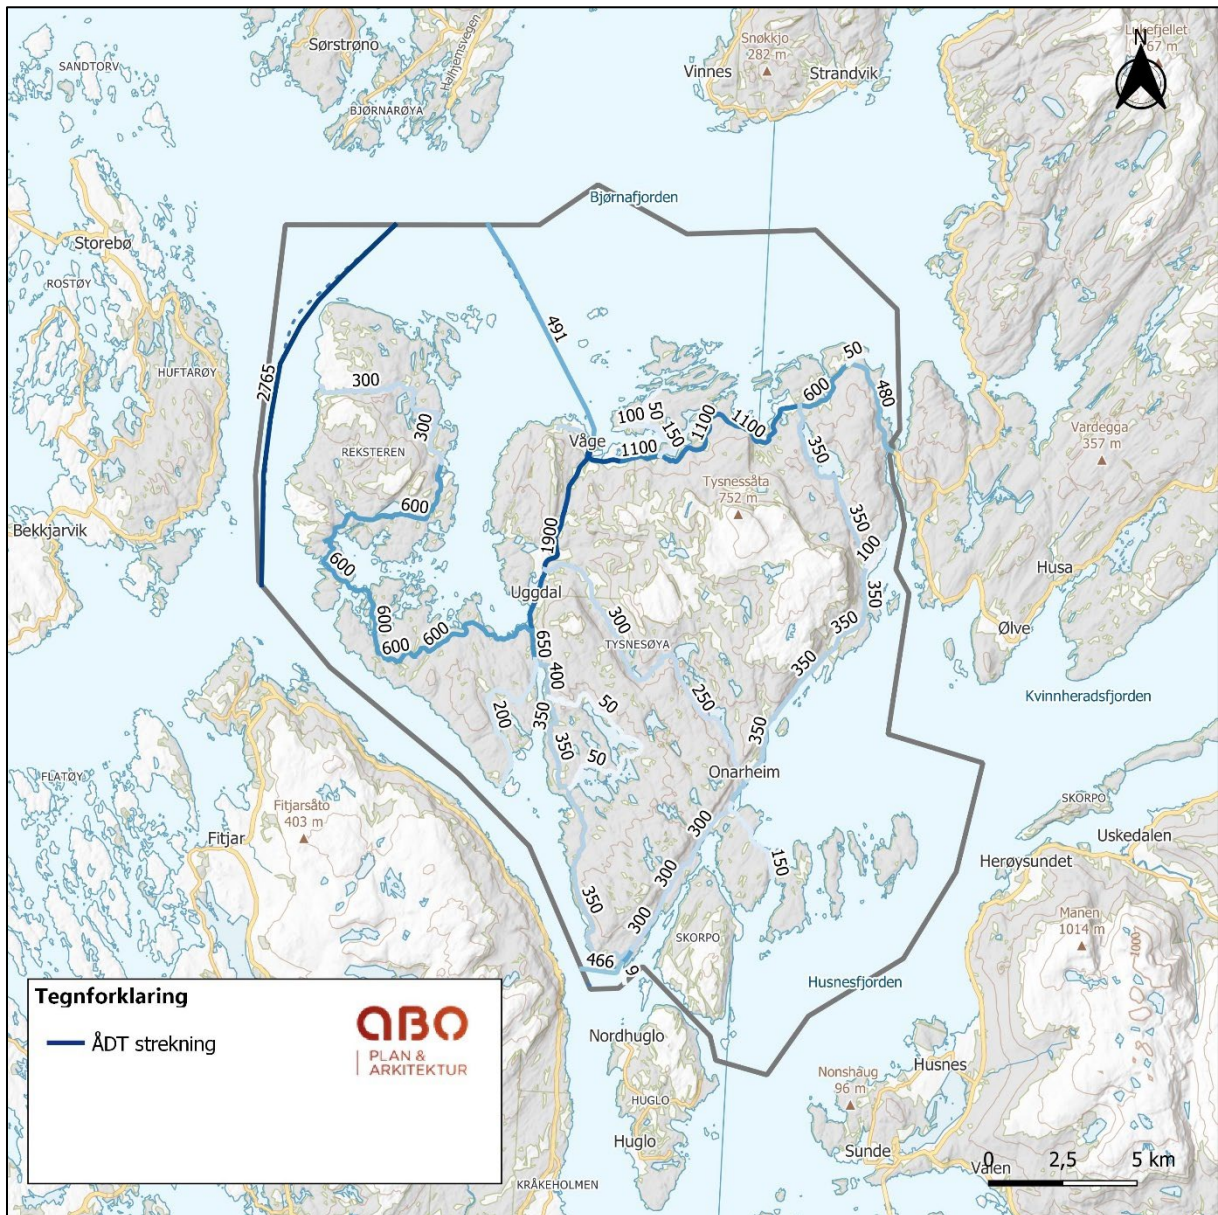 SANDTORV
Sørstrøno
Halhjemsvegen
BJØRNARØYA
Snøkkjo
282 m
Vinnes
Strandvik
N
67 m
Bjørnafjorden
Storebø
ROSTØY
HUFTARØY
2765
491
300
300
REKSTEREN
600
Våge
100
50
150
1100
1100
1100
600
50
480
350
Vardegga
357 m
Tysnessåta
752 m
350
100
350
Bekkjarvik
1900
Uggdal
600
600
600
600
650
400
300
TYSNESØYA
350
350
Husa
Ølve
Kvinnheradsfjorden
200
350
50
250
350
350
50
Onarheim
FLATØY
Fitjarsåto
403 m
Fitjar
SKORPO
Uskedalen
Herøysundet
300
300
150
350
300
SKORPO
Manen
1014 m
1000
466
9
Husnesfjorden
Tegnforklaring
ÅDT strekning
ABO
PLAN &
ARKITEKTUR
Nordhuglo
HUGLO
Huglo
Nonshaug
96 m
Husnes
Sunde
Valen
KRÅKEHOLMEN
0 2,5 5 km